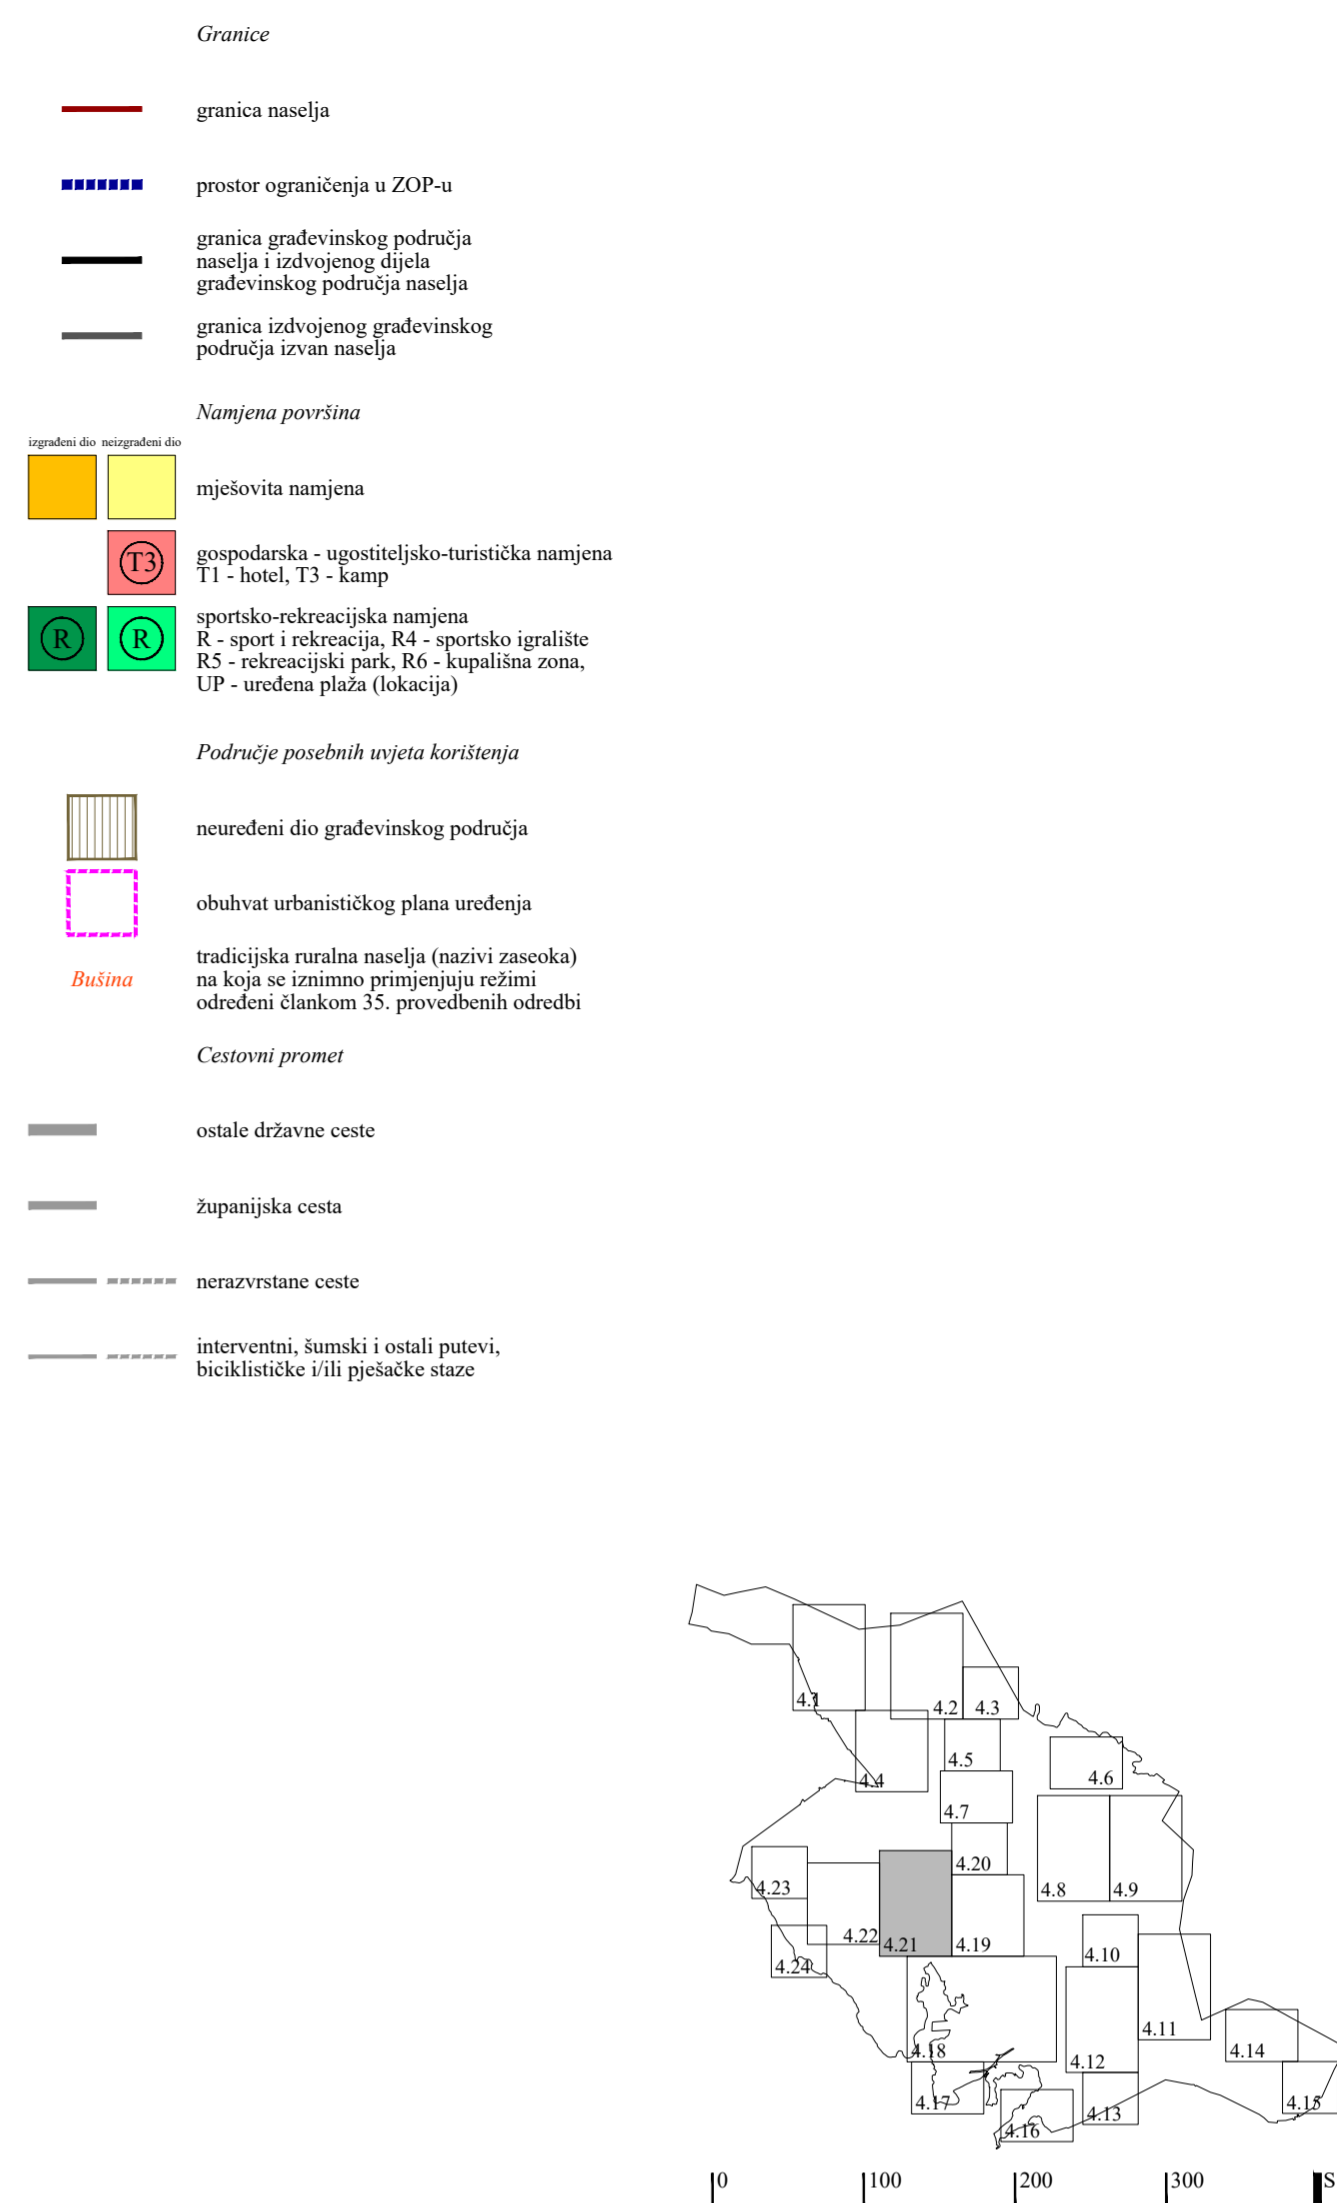 Granice
granica naselja
prostor ograničenja u ZOP-u
granica građevinskog područja
naselja i izdvojenog dijela
građevinskog područja naselja
granica izdvojenog građevinskog
područja izvan naselja
Namjena površina
izgrađeni dio neizgrađeni dio
mješovita namjena
T3
gospodarska - ugostiteljsko-turistička namjena
T1 - hotel, T3 - kamp
R R
sportsko-rekreacijska namjena
R - sport i rekreacija, R4 - sportsko igralište
R5 - rekreacijski park, R6 - kupališna zona,
UP - uređena plaža (lokacija)
Područje posebnih uvjeta korištenja
neuređeni dio građevinskog područja
obuhvat urbanističkog plana uređenja
Bušina
tradicijska ruralna naselja (nazivi zaseoka)
na koja se iznimno primjenjuju režimi
određeni člankom 35. provedbenih odredbi
Cestovni promet
ostale državne ceste
županijska cesta
nerazvrstane ceste
interventni, šumski i ostali putevi,
biciklističke i/ili pješačke staze
4.1
4.2
4.3
4.4
4.5
4.6
4.7
4.20
4.23
4.8
4.9
4.22
4.21
4.19
4.10
4.24
4.11
4.18
4.12
4.14
4.17
4.13
4.15
4.16
0 100 200 300 S